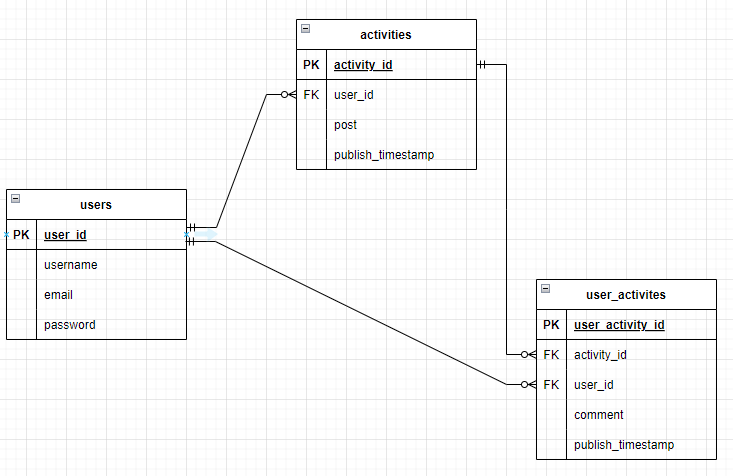 activities
PK activity_id
FK user_id
post
publish_timestamp
users
PK user_id
username
email
password
user_activites
PK user_activity_id
FK activity_id
FK user_id
comment
publish_timestamp